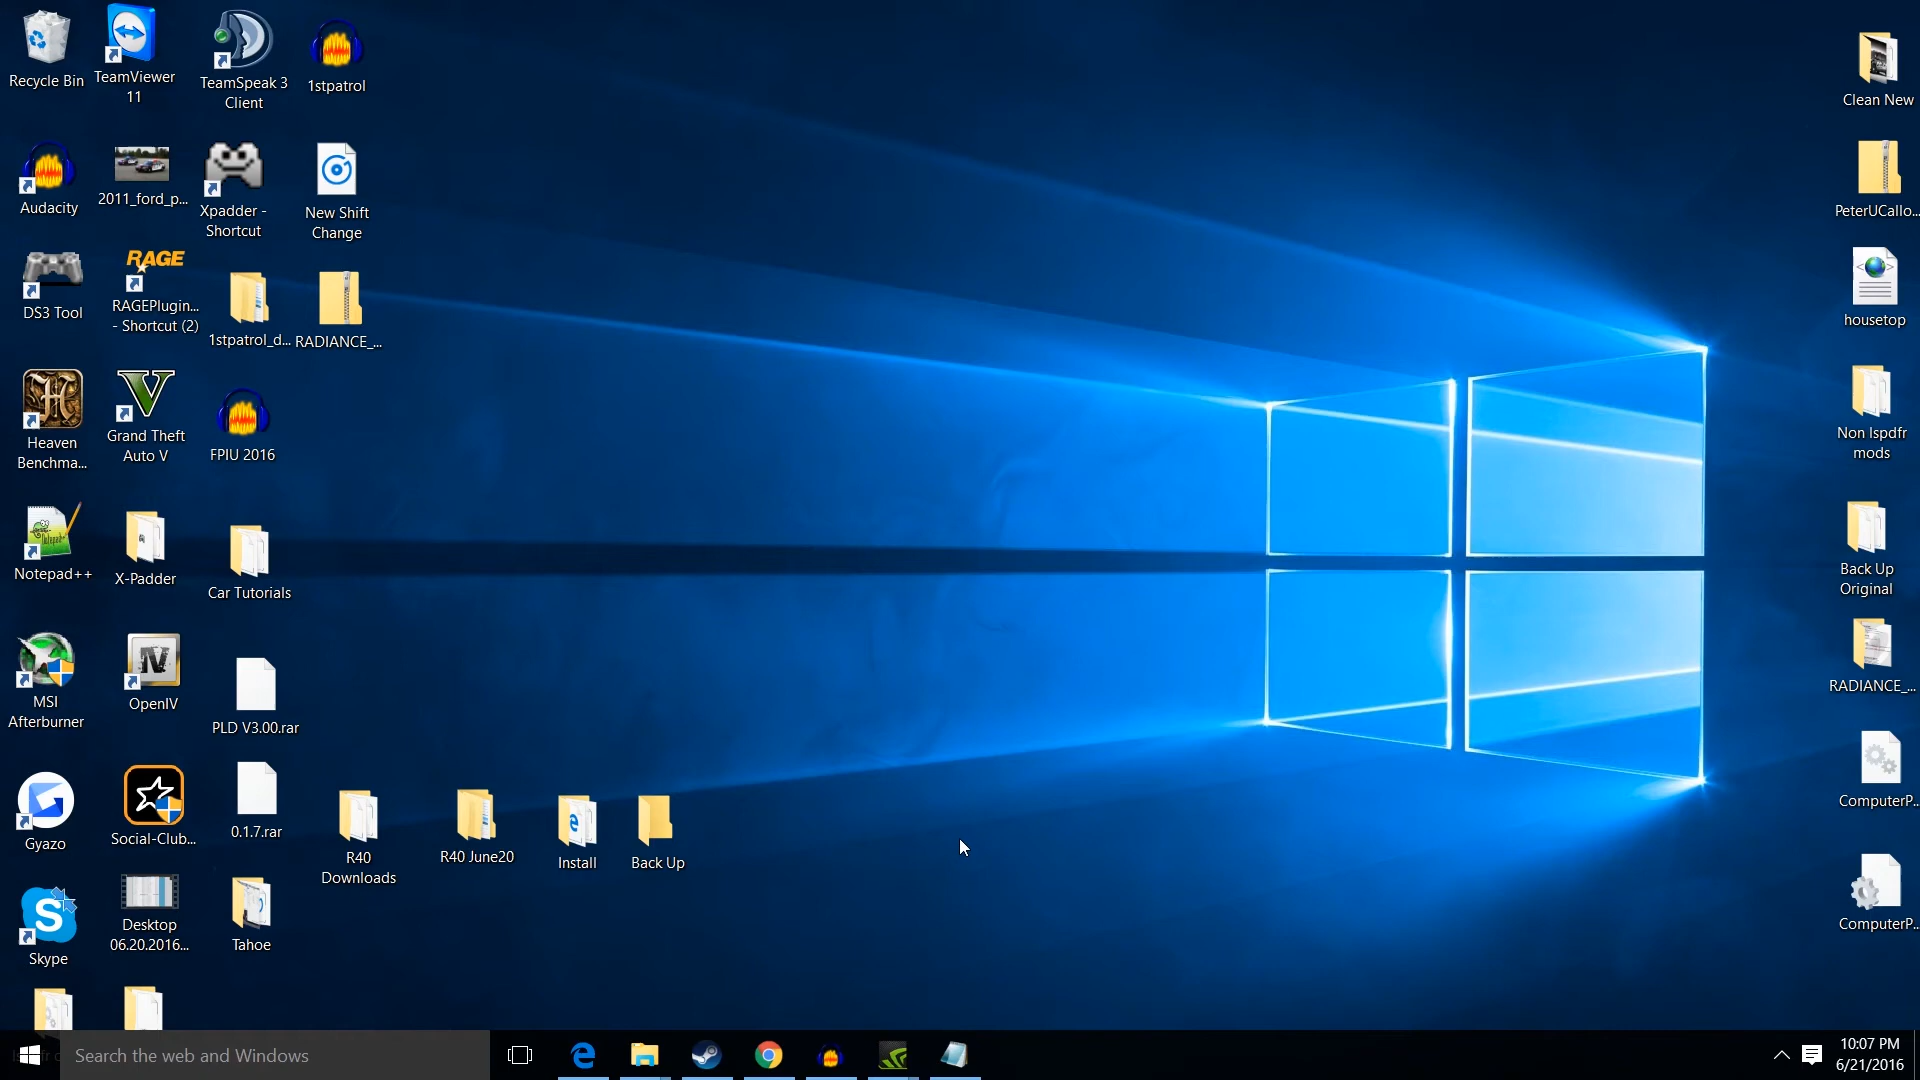 Recycle Bin
TeamViewer
11
TeamSpeak 3
Client
1stpatrol
Clean New
Audacity
2011_ford_p...
Xpadder -
Shortcut
New Shift
Change
PeterUCallo...
DS3 Tool
RAGE
RAGEPlugin...
- Shortcut (2)
1stpatrol_d...
RADIANCE_...
housetop
Heaven
Benchma...
Grand Theft
Auto V
FPIU 2016
Non lspdfr
mods
Notepad++
X-Padder
Car Tutorials
Back Up
Original
MSI
Afterburner
OpenIV
PLD V3.00.rar
RADIANCE_...
Gyazo
Social-Club...
0.1.7.rar
R40
Downloads
R40 June20
Install
Back Up
ComputerP...
Skype
Desktop
06.20.2016...
Tahoe
ComputerP...
Search the web and Windows
10:07 PM
6/21/2016